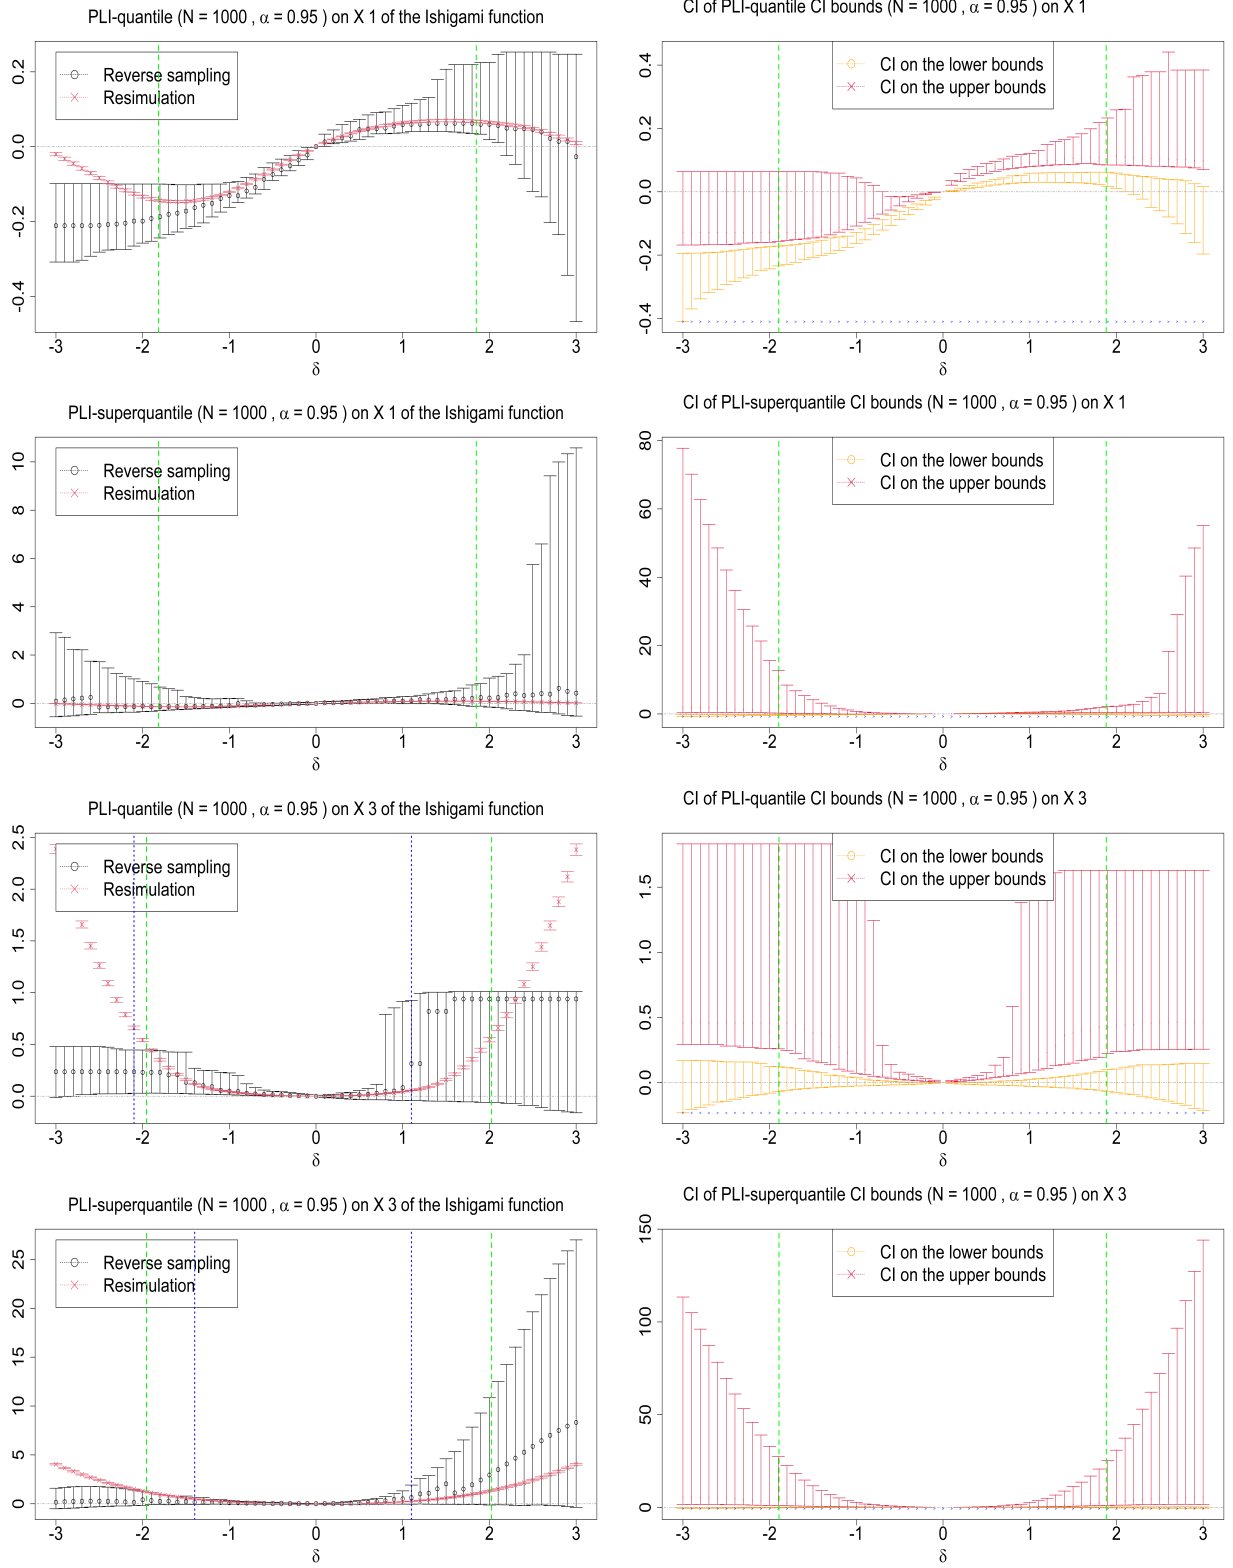 PLI-quantile (N = 1000 , α = 0.95 ) on X 1 of the Ishigami function
Reverse sampling
Resimulation
0.2
0.0
-0.2
-0.4
-3 -2 -1 0 1 2 3
δ
CI of PLI-quantile CI bounds (N = 1000 , α = 0.95 ) on X 1
CI on the lower bounds
CI on the upper bounds
0.4
0.2
0.0
-0.2
-0.4
-3 -2 -1 0 1 2 3
δ
PLI-superquantile (N = 1000 , α = 0.95 ) on X 1 of the Ishigami function
Reverse sampling
Resimulation
10
8
6
4
2
0
-3 -2 -1 0 1 2 3
δ
CI of PLI-superquantile CI bounds (N = 1000 , α = 0.95 ) on X 1
CI on the lower bounds
CI on the upper bounds
80
60
40
20
0
-3 -2 -1 0 1 2 3
δ
PLI-quantile (N = 1000 , α = 0.95 ) on X 3 of the Ishigami function
Reverse sampling
Resimulation
2.5
2.0
1.5
1.0
0.5
0.0
-3 -2 -1 0 1 2 3
δ
CI of PLI-quantile CI bounds (N = 1000 , α = 0.95 ) on X 3
CI on the lower bounds
CI on the upper bounds
1.5
1.0
0.5
0.0
-3 -2 -1 0 1 2 3
δ
PLI-superquantile (N = 1000 , α = 0.95 ) on X 3 of the Ishigami function
Reverse sampling
Resimulation
25
20
15
10
5
0
-3 -2 -1 0 1 2 3
δ
CI of PLI-superquantile CI bounds (N = 1000 , α = 0.95 ) on X 3
CI on the lower bounds
CI on the upper bounds
150
100
50
0
-3 -2 -1 0 1 2 3
δ